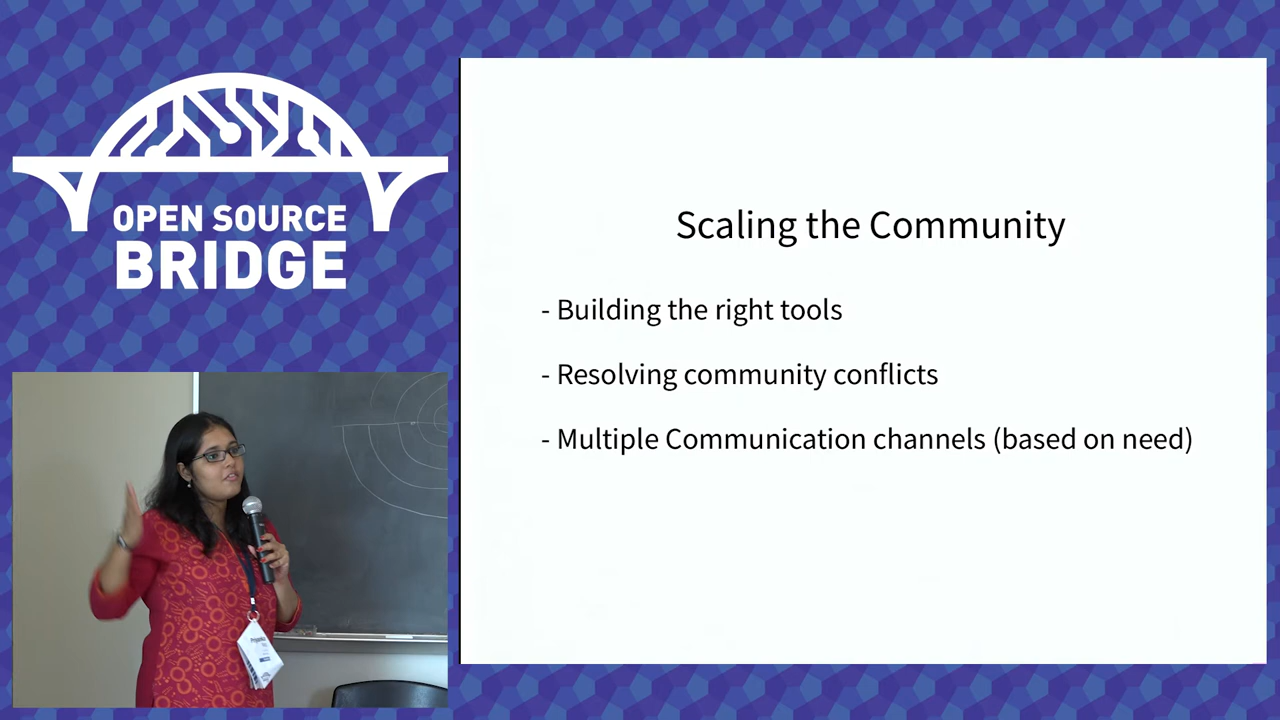 OPEN SOURCE
BRIDGE
Scaling the Community
- Building the right tools
- Resolving community conflicts
- Multiple Communication channels (based on need)